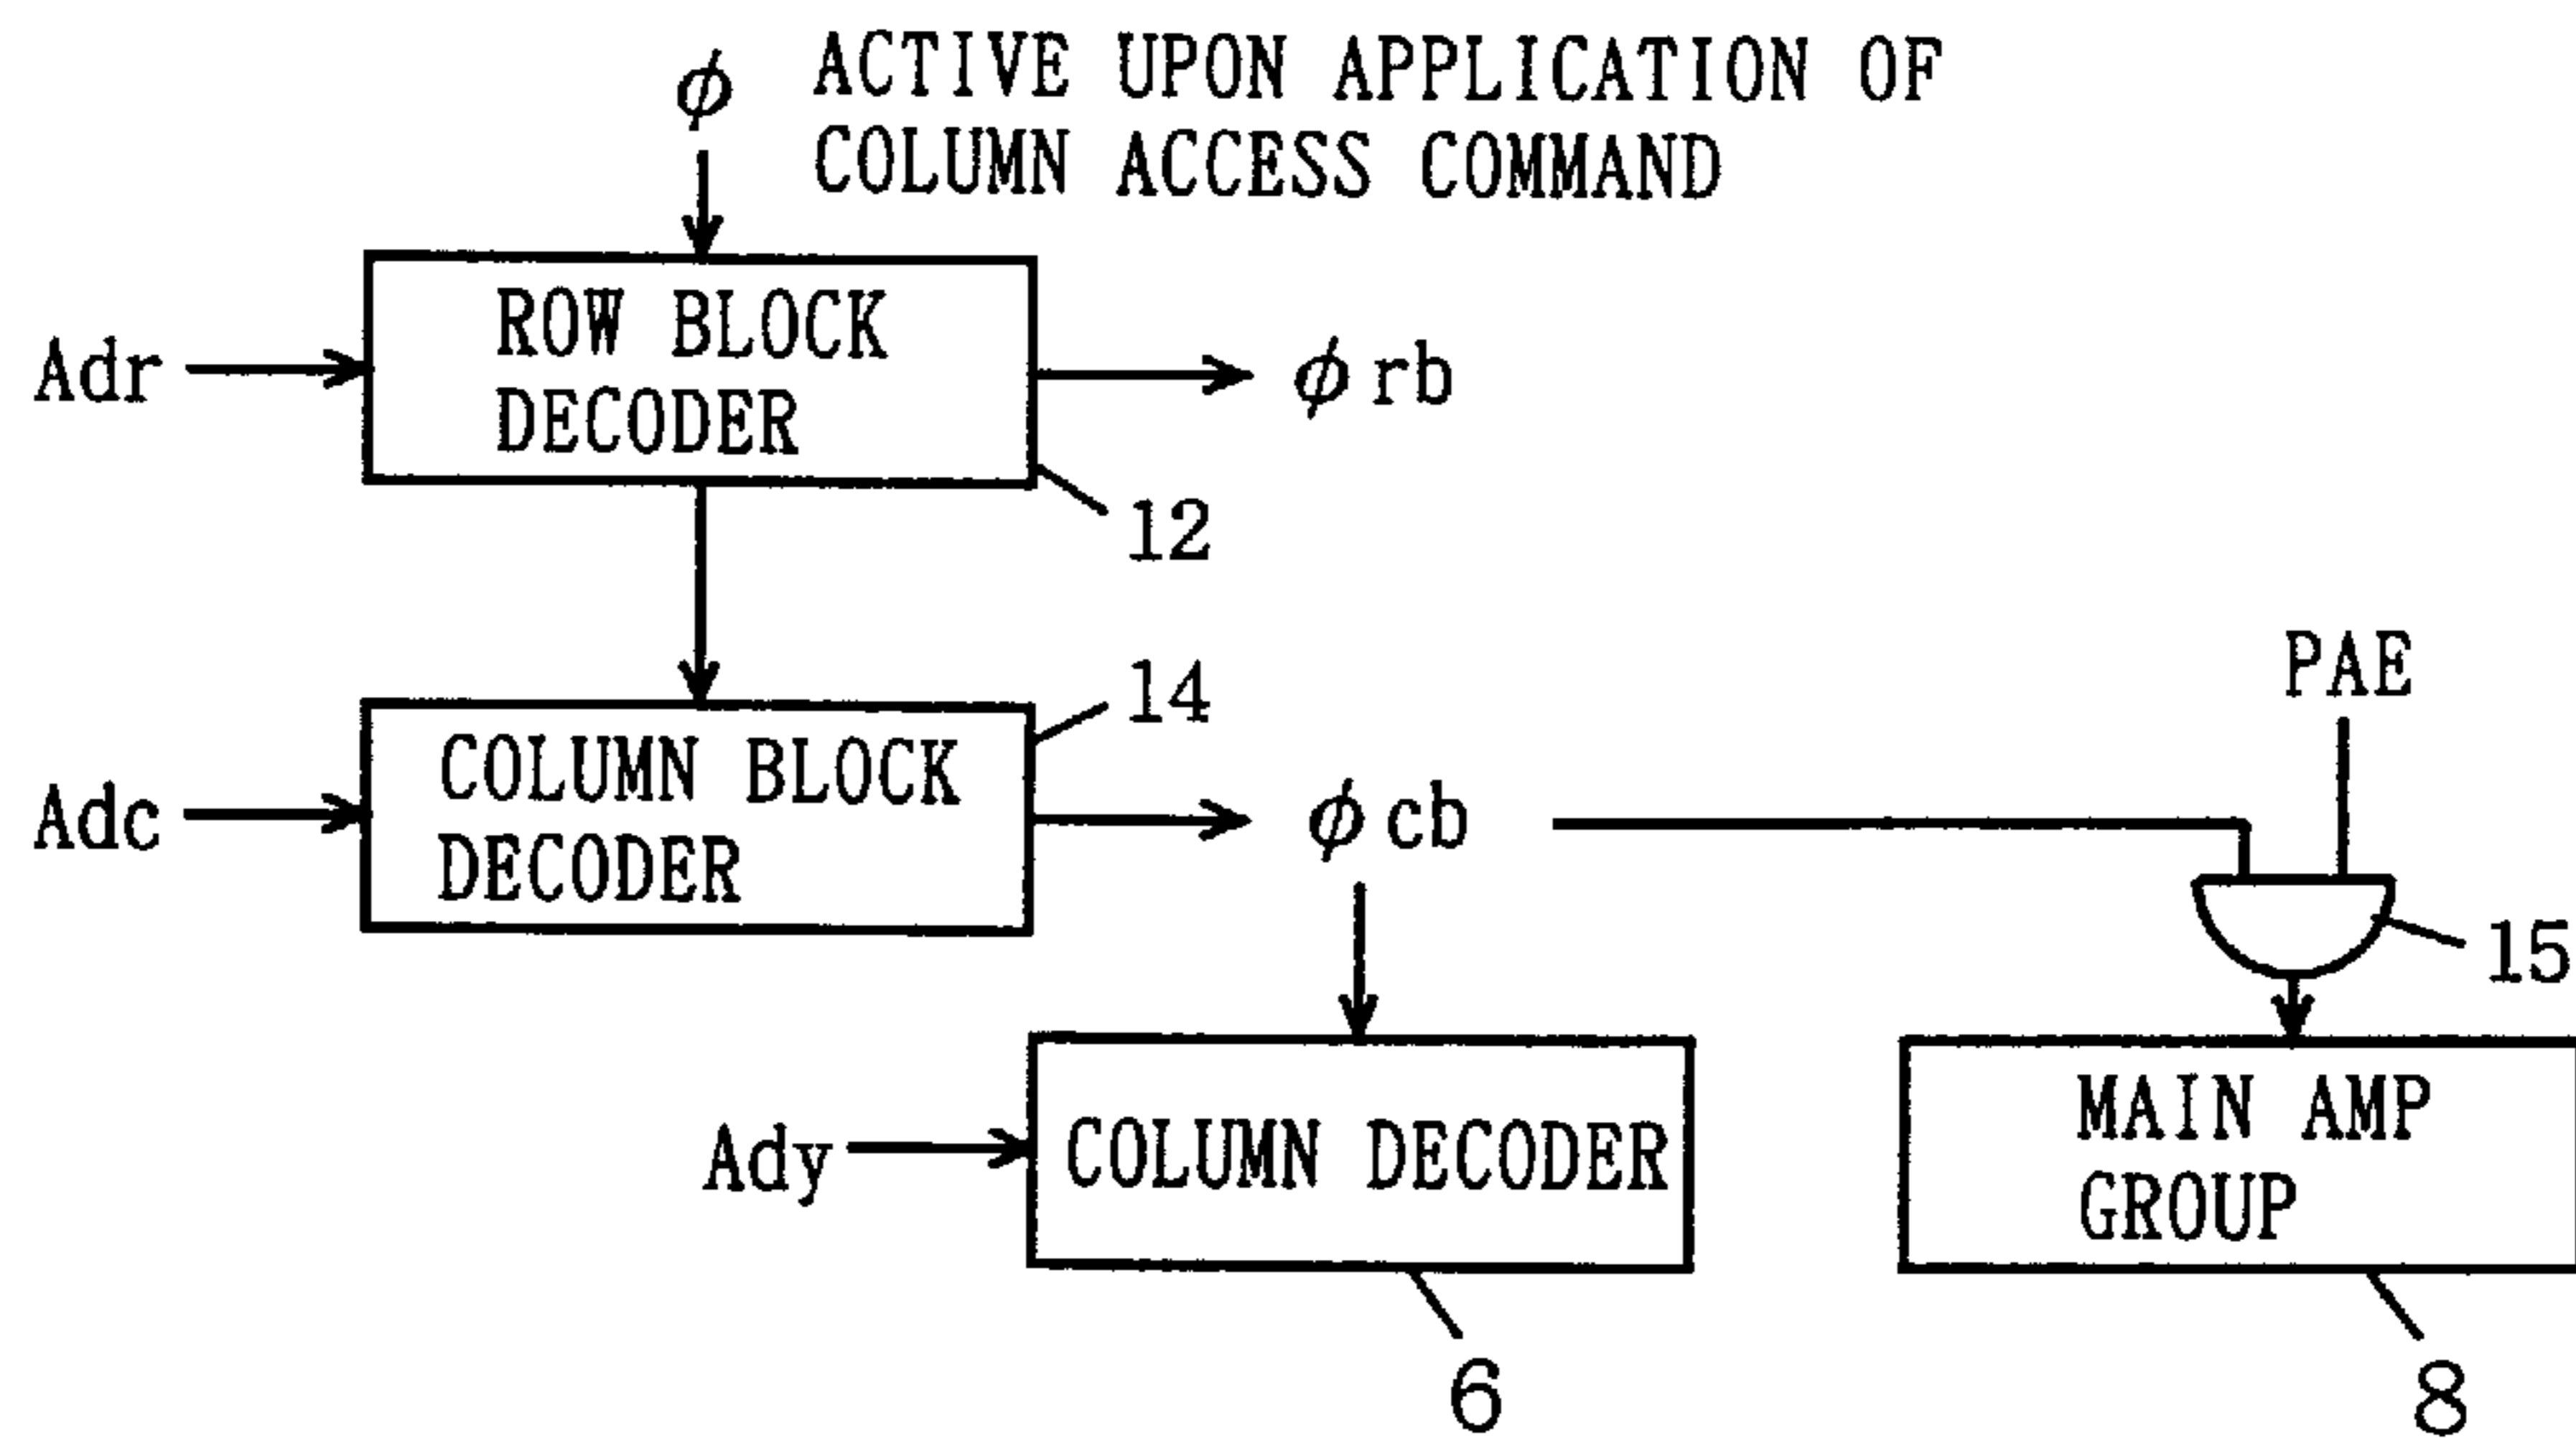 φ ACTIVE UPON APPLICATION OF
COLUMN ACCESS COMMAND
ROW BLOCK
DECODER
Adr
φrb
12
14
PAE
COLUMN BLOCK
DECODER
Adc
φcb
15
Ady
COLUMN DECODER
MAIN AMP
GROUP
6
8